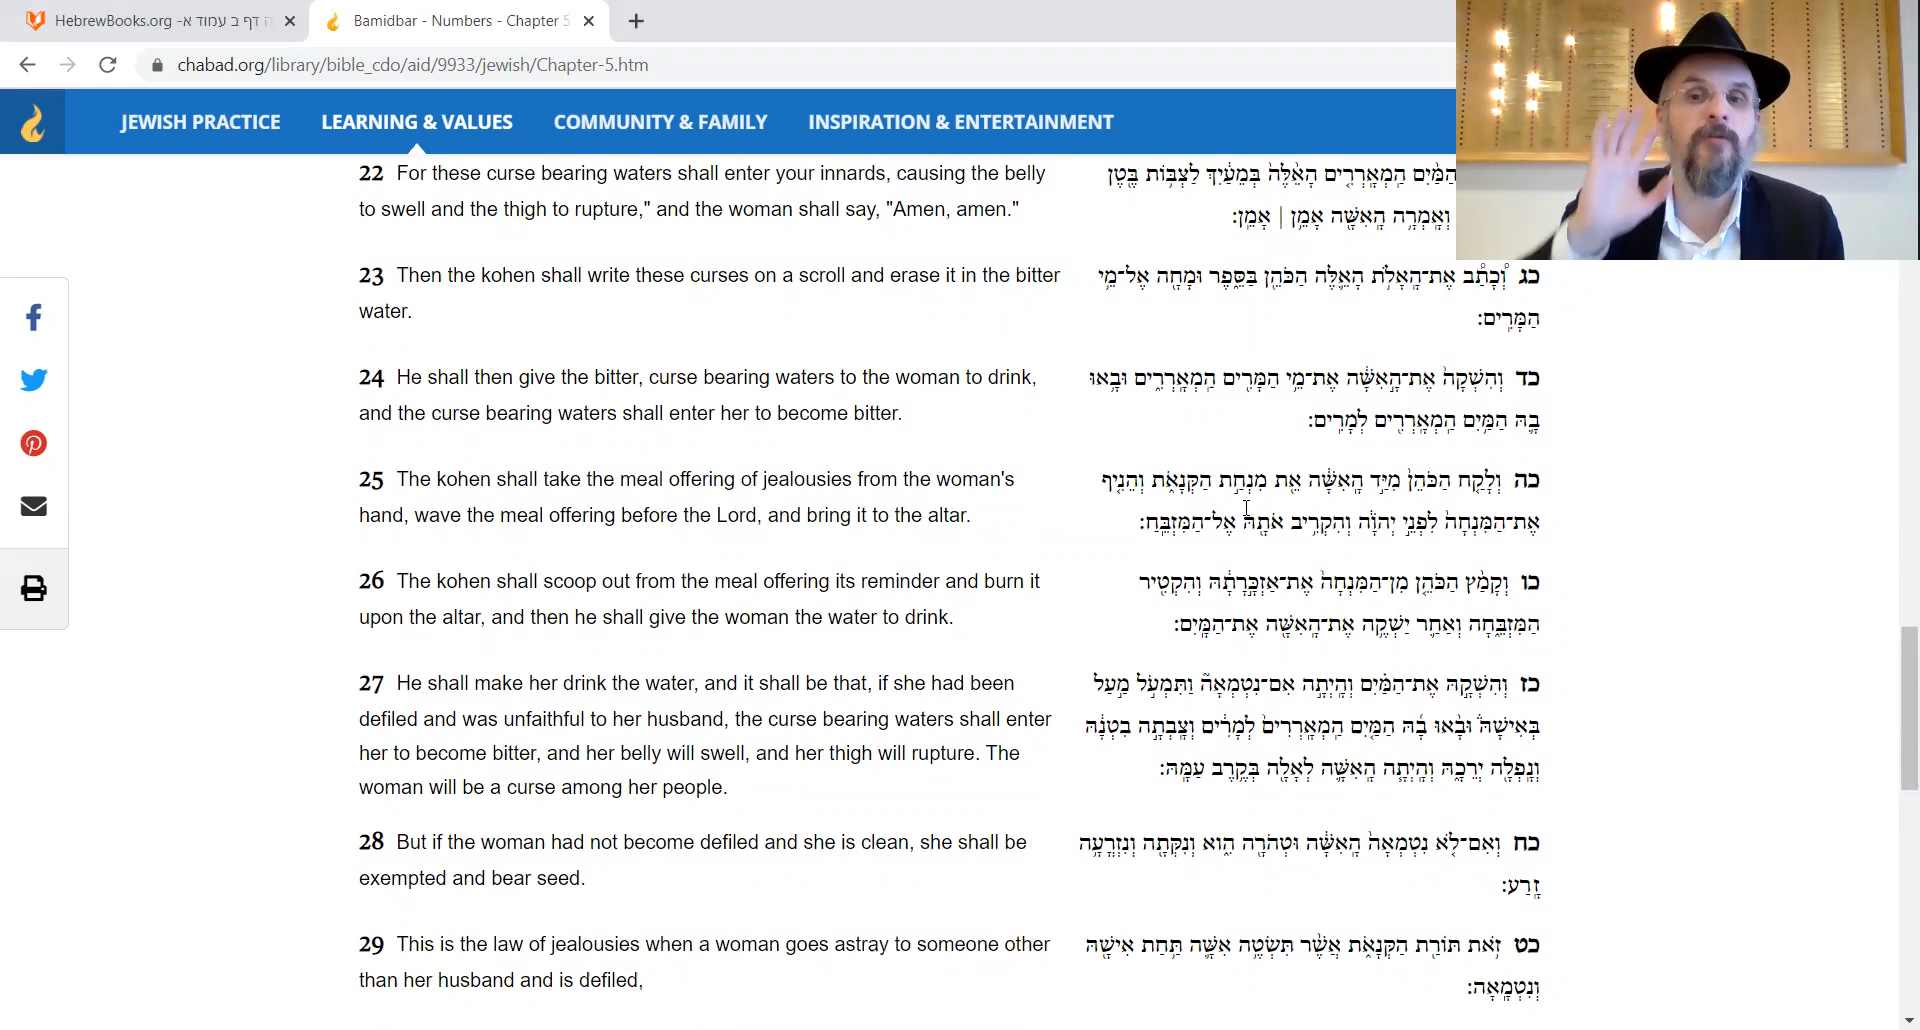 HebrewBooks.org -ה דף ב עמוד א
Bamidbar - Numbers - Chapter 5
chabad.org/library/bible_cdo/aid/9933/jewish/Chapter-5.htm
JEWISH PRACTICE LEARNING & VALUES COMMUNITY & FAMILY INSPIRATION & ENTERTAINMENT
22 For these curse bearing waters shall enter your innards, causing the belly
to swell and the thigh to rupture," and the woman shall say, "Amen, amen."
הַמַּ֨יִם הַמְאָֽרְרִ֤ים הָאֵ֨לֶּה֙ בְּמֵעַ֔יִךְ לַצְבּ֥וֹת בֶּ֖טֶן
וְאָֽמְרָ֥ה הָֽאִשָּׁ֖ה אָמֵ֥ן | אָמֵֽן:
23 Then the kohen shall write these curses on a scroll and erase it in the bitter
water.
כג וְ֠כָתַ֠ב אֶת־הָֽאָלֹ֥ת הָאֵ֛לֶּה הַכֹּהֵ֖ן בַּסֵּ֑פֶר וּמָחָ֖ה אֶל־מֵ֥י
הַמָּרִֽים:
24 He shall then give the bitter, curse bearing waters to the woman to drink,
and the curse bearing waters shall enter her to become bitter.
כד וְהִשְׁקָה֙ אֶת־הָ֣אִשָּׁ֔ה אֶת־מֵ֥י הַמָּרִ֖ים הַמְאָֽרְרִ֑ים וּבָ֥אוּ
בָ֛הּ הַמַּ֥יִם הַמְאָֽרְרִ֖ים לְמָרִֽים:
25 The kohen shall take the meal offering of jealousies from the woman's
hand, wave the meal offering before the Lord, and bring it to the altar.
כה וְלָקַ֤ח הַכֹּהֵן֙ מִיַּ֣ד הָֽאִשָּׁ֔ה אֵ֖ת מִנְחַ֣ת הַקְּנָאֹ֑ת וְהֵנִ֤יף
אֶת־הַמִּנְחָה֙ לִפְנֵ֣י יְהֹוָ֔ה וְהִקְרִ֥יב אֹתָ֖הּ אֶל־הַמִּזְבֵּֽחַ:
26 The kohen shall scoop out from the meal offering its reminder and burn it
upon the altar, and then he shall give the woman the water to drink.
כו וְקָמַ֨ץ הַכֹּהֵ֤ן מִן־הַמִּנְחָה֙ אֶת־אַזְכָּ֣רָתָ֔הּ וְהִקְטִ֖יר
הַמִּזְבֵּ֑חָה וְאַחַ֛ר יַשְׁקֶ֥ה אֶת־הָֽאִשָּׁ֖ה אֶת־הַמָּֽיִם:
27 He shall make her drink the water, and it shall be that, if she had been
defiled and was unfaithful to her husband, the curse bearing waters shall enter
her to become bitter, and her belly will swell, and her thigh will rupture. The
woman will be a curse among her people.
כז וְהִשְׁקָ֣הּ אֶת־הַמַּ֗יִם וְהָֽיְתָ֣ה אִם־נִטְמְאָה֘ וַתִּמְעֹ֣ל מַ֣עַל
בְּאִישָׁהּ֒ וּבָ֨אוּ בָ֜הּ הַמַּ֤יִם הַמְאָֽרְרִים֙ לְמָרִ֔ים וְצָֽבְתָ֣ה בִטְנָ֔הּ
וְנָֽפְלָ֖ה יְרֵכָ֑הּ וְהָֽיְתָ֧ה הָֽאִשָּׁ֛ה לְאָלָ֖ה בְּקֶ֥רֶב עַמָּֽהּ:
28 But if the woman had not become defiled and she is clean, she shall be
exempted and bear seed.
כח וְאִם־לֹ֤א נִטְמְאָה֙ הָֽאִשָּׁ֔ה וּטְהֹרָ֖ה הִ֑וא וְנִקְּתָ֖ה וְנִזְרְעָ֥ה
זָֽרַע:
29 This is the law of jealousies when a woman goes astray to someone other
than her husband and is defiled,
כט זֹ֥את תּוֹרַ֖ת הַקְּנָאֹ֑ת אֲשֶׁ֨ר תִּשְׂטֶ֥ה אִשָּׁ֛ה תַּ֥חַת אִישָׁ֖הּ
וְנִטְמָֽאָה: